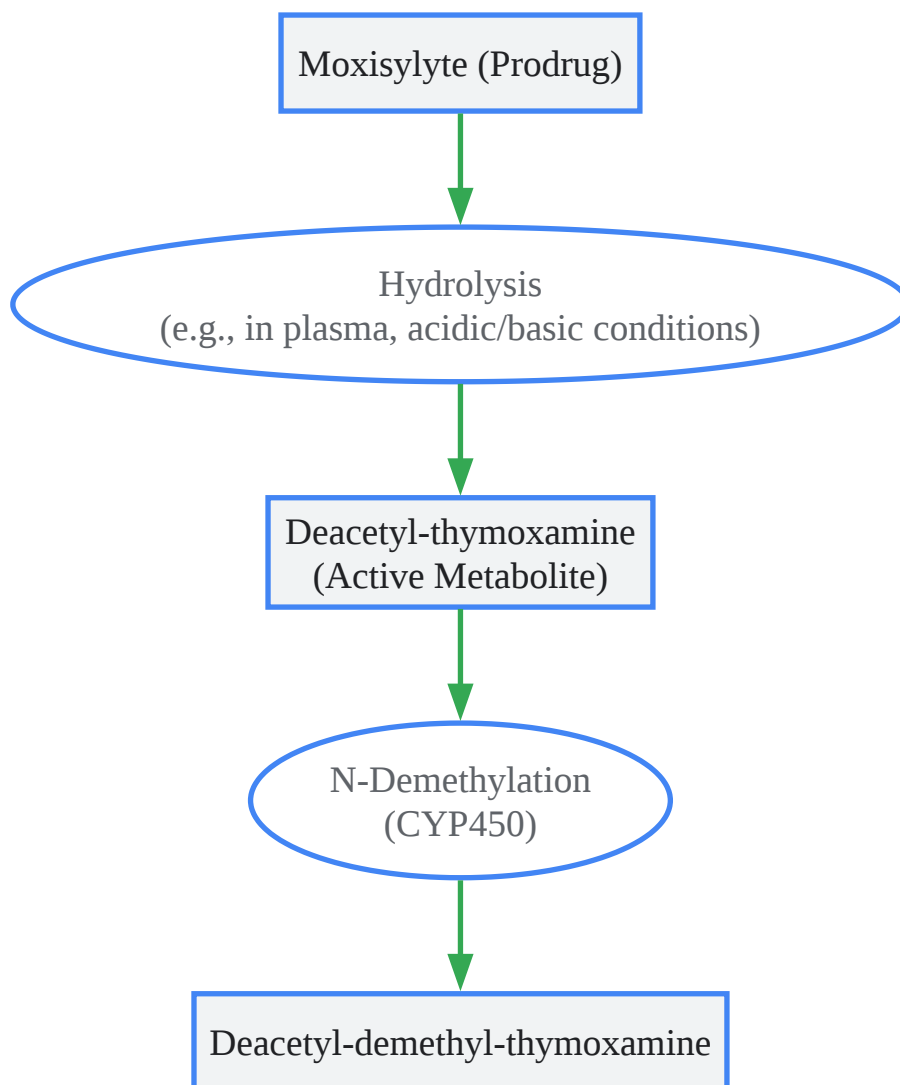 Moxisylyte (Prodrug)
Hydrolysis
(e.g., in plasma, acidic/basic conditions)
Deacetyl-thymoxamine
(Active Metabolite)
N-Demethylation
(CYP450)
Deacetyl-demethyl-thymoxamine